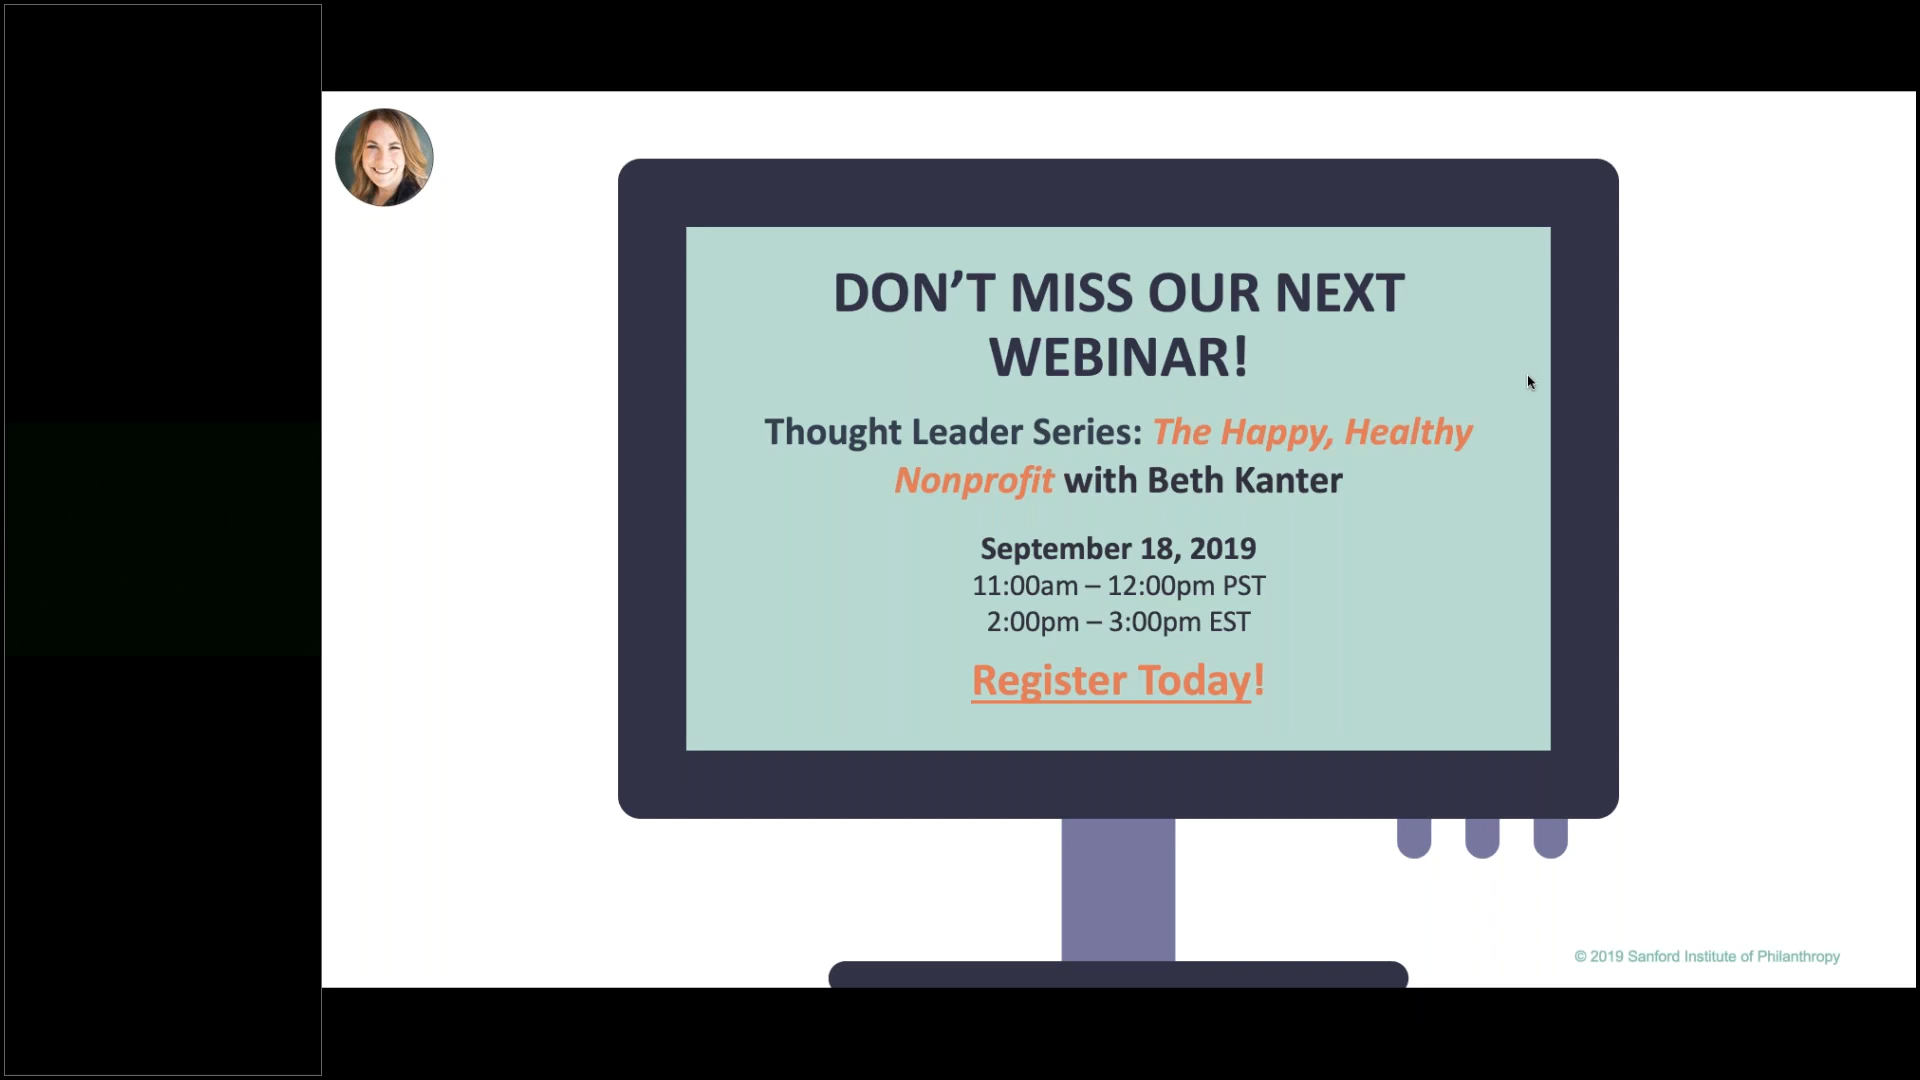 DON’T MISS OUR NEXT
WEBINAR!
Thought Leader Series: The Happy, Healthy
Nonprofit with Beth Kanter
September 18, 2019
11:00am – 12:00pm PST
2:00pm – 3:00pm EST
Register Today!
© 2019 Sanford Institute of Philanthropy